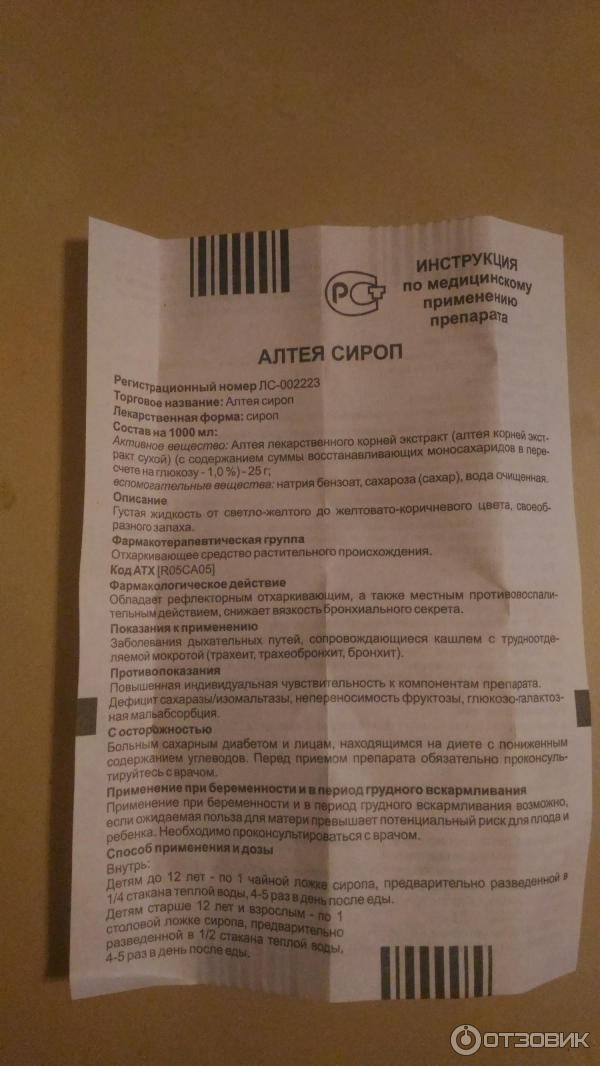 РСТ
ИНСТРУКЦИЯ
по медицинскому
применению
препарата
АЛТЕЯ СИРОП
Регистрационный номер ЛС-002223
Торговое название: Алтея сироп
Лекарственная форма: сироп
Состав на 1000 мл:
Активное вещество: Алтея лекарственного корней экстракт (алтея корней экст-
ракт сухой) (с содержанием суммы восстанавливающих моносахаридов в пере-
счете на глюкозу - 1,0 %) - 25 г;
вспомогательные вещества: натрия бензоат, сахароза (сахар), вода очищенная.
Описание
Густая жидкость от светло-желтого до желтовато-коричневого цвета, своеоб-
разного запаха.
Фармакотерапевтическая группа
Отхаркивающее средство растительного происхождения.
Код АТХ [R05CA05]
Фармакологическое действие
Обладает рефлекторным отхаркивающим, а также местным противовоспали-
тельным действием, снижает вязкость бронхиального секрета.
Показания к применению
Заболевания дыхательных путей, сопровождающиеся кашлем с трудноотде-
ляемой мокротой (трахеит, трахеобронхит, бронхит).
Противопоказания
Повышенная индивидуальная чувствительность к компонентам препарата.
Дефицит сахаразы/изомальтазы, непереносимость фруктозы, глюкозо-галактоз-
ная мальабсорбция.
С осторожностью
Больным сахарным диабетом и лицам, находящимся на диете с пониженным
содержанием углеводов. Перед приемом препарата обязательно проконсуль-
тируйтесь с врачом.
Применение при беременности и в период грудного вскармливания
Применение при беременности и в период грудного вскармливания возможно,
если ожидаемая польза для матери превышает потенциальный риск для плода и
ребенка. Необходимо проконсультироваться с врачом.
Способ применения и дозы
Внутрь:
Детям до 12 лет - по 1 чайной ложке сиропа, предварительно разведенной в
1/4 стакана теплой воды, 4-5 раз в день после еды.
Детям старше 12 лет и взрослым - по 1
столовой ложке сиропа, предварительно
разведенной в 1/2 стакана теплой воды,
4-5 раз в день после еды.
ОТЗОВИК